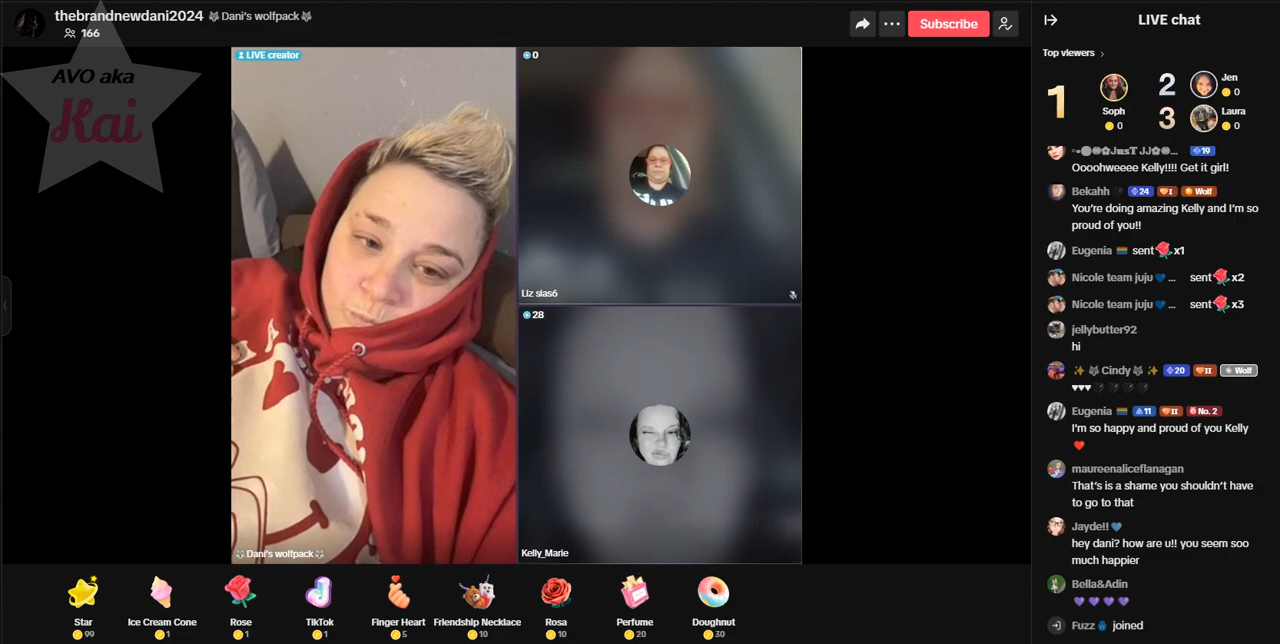 thebrandnewdani2024 🐺Dani's wolfpack🐺
166
AVO aka
Kai
Subscribe
LIVE creator
0
Liz slas6
28
Kelly_Marie
🐺Dani's wolfpack🐺
Star
99
Ice Cream Cone
1
Rose
1
TikTok
1
Finger Heart
5
Friendship Necklace
10
Rosa
10
Perfume
20
Doughnut
30
LIVE chat
Top viewers
1
Soph
0
2
Jen
0
3
Laura
0
JJ✿ 19
Ooohweee Kelly!!!! Get it girl!
Bekahh 24 I Wolf
You're doing amazing Kelly and I'm so
proud of you!!
Eugenia sent x1
Nicole team juju💙... sent x2
Nicole team juju💙... sent x3
jellybutter92
hi
✨🐺Cindy🐺✨ 20 II Wolf
♥♥♥
Eugenia 11 II No. 2
I'm so happy and proud of you Kelly
❤️
maureenaliceflanagan
That's is a shame you shouldn't have
to go to that
Jayde!!💙
hey dani? how are u!! you seem soo
much happier
Bella&Adin
💜💜💜💜
Fuzz joined